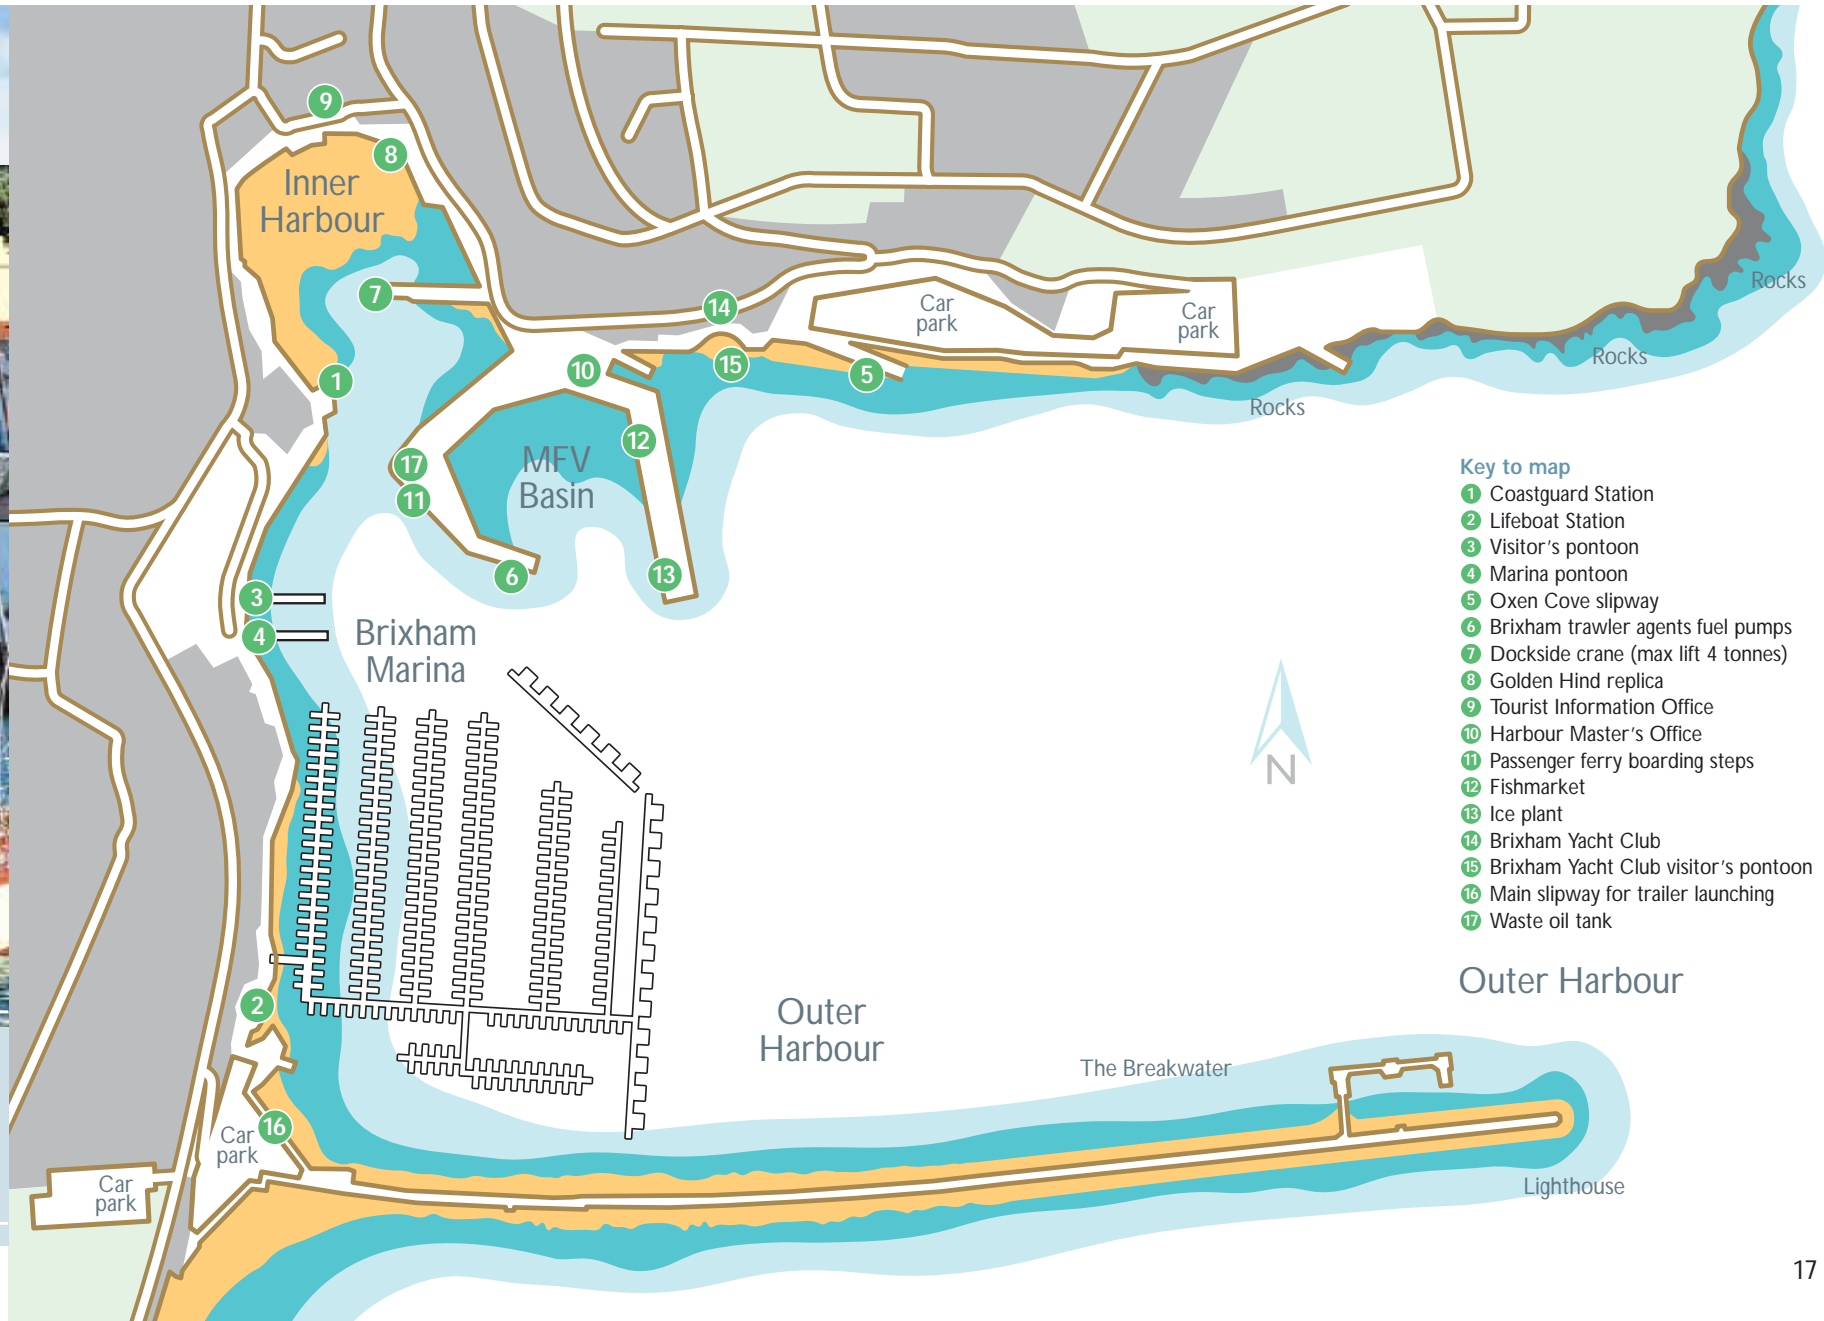 9
8
Inner
Harbour
7
14
Car
park
Car
park
Rocks
1
10
15
5
Rocks
Rocks
12
MFV
Basin
17
11
6
13
3
4
Brixham
Marina
Key to map
1 Coastguard Station
2 Lifeboat Station
3 Visitor's pontoon
4 Marina pontoon
5 Oxen Cove slipway
6 Brixham trawler agents fuel pumps
7 Dockside crane (max lift 4 tonnes)
8 Golden Hind replica
9 Tourist Information Office
10 Harbour Master's Office
11 Passenger ferry boarding steps
12 Fishmarket
13 Ice plant
14 Brixham Yacht Club
15 Brixham Yacht Club visitor's pontoon
16 Main slipway for trailer launching
17 Waste oil tank
N
Outer Harbour
2
Outer
Harbour
The Breakwater
16
Car
park
Car
park
Lighthouse
17